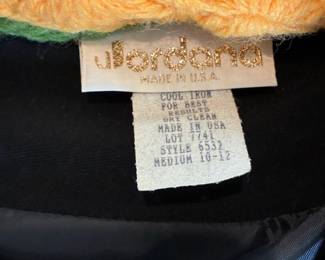 Jordana
MADE IN U.S.A.
COOL IRON
FOR BEST
RESULTS
DRY CLEAN
MADE IN USA
LOT 7741
STYLE 6532
MEDIUM 10-12